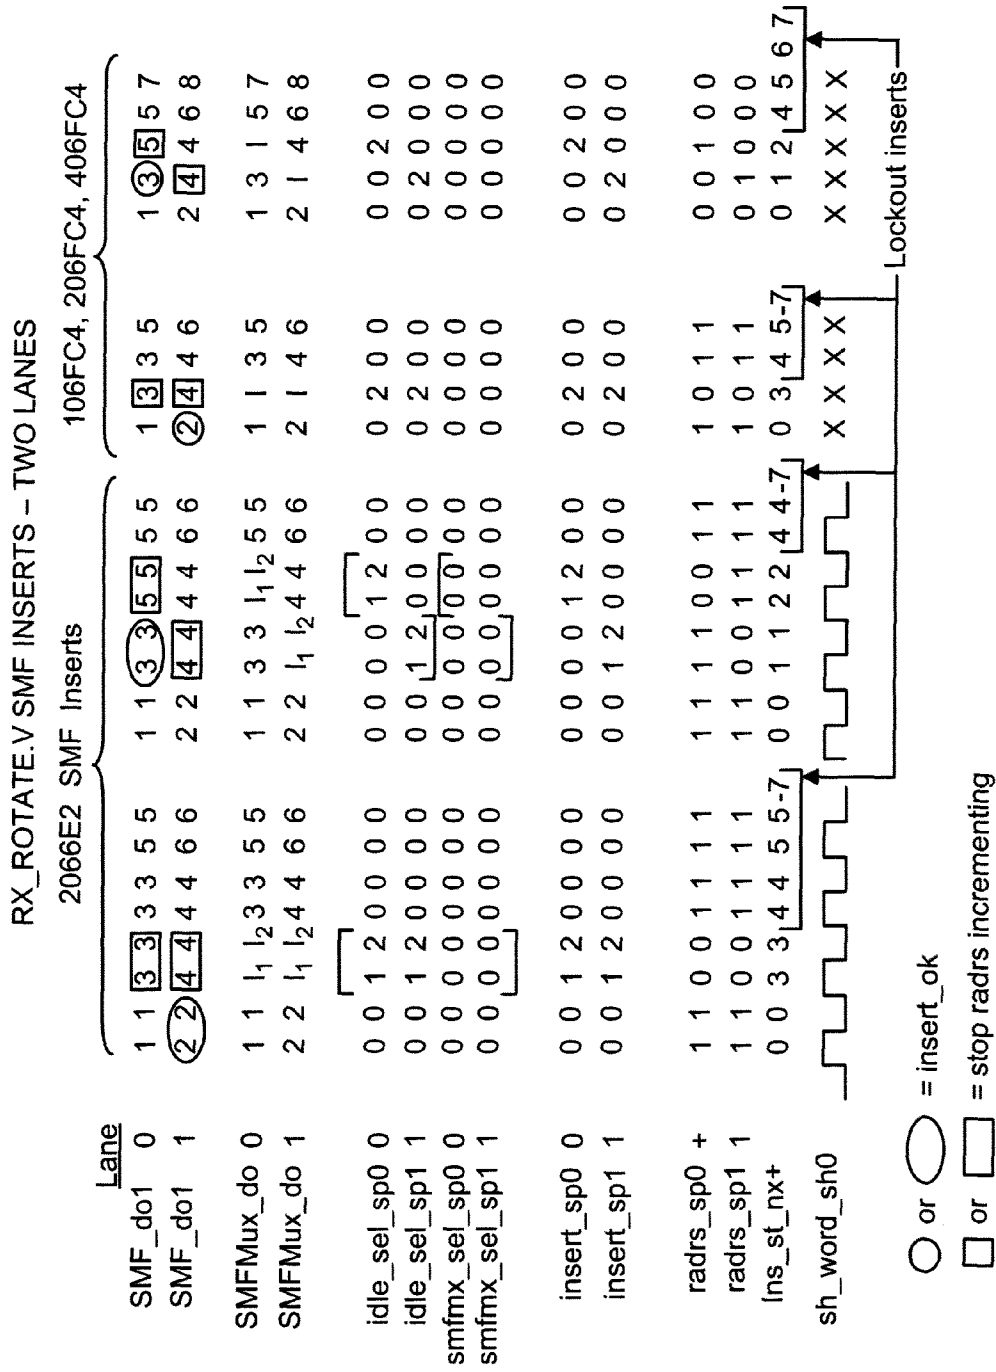 RX_ROTATE.V SMF INSERTS – TWO LANES
2066E2 SMF Inserts 106FC4, 206FC4, 406FC4
Lane
SMF_do1 0 1 1 3 3 3 3 5 5 1 1 3 3 5 5 5 5 1 3 3 5 1 3 5 5 7
SMF_do1 1 2 2 4 4 4 4 6 6 2 2 4 4 4 4 6 6 2 4 4 6 2 4 4 6 8
SMFMux_do 0 1 1 I1 I2 3 3 5 5 1 1 3 3 I1 I2 5 5 1 I 3 5 1 3 I 5 7
SMFMux_do 1 2 2 I1 I2 4 4 6 6 2 2 I1 I2 4 4 6 6 2 I 4 6 2 I 4 6 8
idle_sel_sp0 0 0 0 1 2 0 0 0 0 0 0 0 0 1 2 0 0 0 2 0 0 0 0 2 0 0
idle_sel_sp1 1 0 0 1 2 0 0 0 0 0 0 1 2 0 0 0 0 0 2 0 0 0 2 0 0 0
smfmx_sel_sp0 0 0 0 0 0 0 0 0 0 0 0 0 0 0 0 0 0 0 0 0 0 0 0 0 0 0
smfmx_sel_sp1 1 0 0 0 0 0 0 0 0 0 0 0 0 0 0 0 0 0 0 0 0 0 0 0 0 0
insert_sp0 0 0 0 1 2 0 0 0 0 0 0 0 0 1 2 0 0 0 2 0 0 0 0 2 0 0
insert_sp1 1 0 0 1 2 0 0 0 0 0 0 1 2 0 0 0 0 0 2 0 0 0 2 0 0 0
radrs_sp0 + 1 1 0 0 1 1 1 1 1 1 1 1 0 0 1 1 1 0 1 1 0 0 1 0 0
radrs_sp1 1 1 1 0 0 1 1 1 1 1 1 0 0 1 1 1 1 1 0 1 1 0 1 0 0 0
Ins_st_nx+ 0 0 3 3 4 4 5 5-7 0 0 1 1 2 2 4 4-7 0 3 4 5-7 0 1 2 4 5 6 7
sh_word_sh0 X X X X X X X X X
Lockout inserts
or = insert_ok
or = stop radrs incrementing